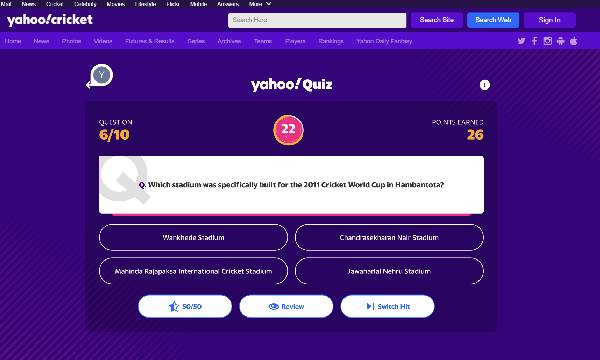 Mail News Cricket Celebrity Movies Lifestyle Flickr Mobile Answers More
yahoo!cricket
Search Here
Search Site
Search Web
Sign In
Home News Photos Videos Fixtures & Results Series Archives Teams Players Rankings Yahoo Daily Fantasy
Y
yahoo! Quiz
QUESTION
6/10
22
POINTS EARNED
26
Q
Q. Which stadium was specifically built for the 2011 Cricket World Cup in Hambantota?
Wankhede Stadium
Chandrasekharan Nair Stadium
Mahinda Rajapaksa International Cricket Stadium
Jawaharlal Nehru Stadium
50/50
Review
Switch Hit